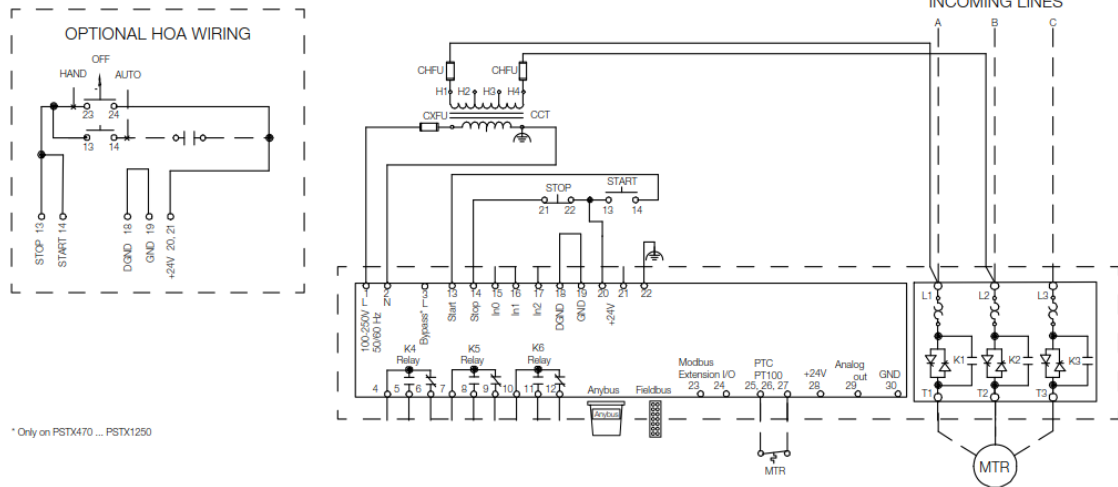 INCOMING LINES
A B C
OPTIONAL HOA WIRING
OFF
HAND AUTO
23 24
13 14
STOP 13
START 14
DGND 18
GND 19
+24V 20, 21
CHFU CHFU
H1 H2 H3 H4
CXFU CCT
STOP START
21 22 13 14
1 2 3 13 14 15 16 17 18 19 20 21 22
L N Bypass* L Start Stop In0 In1 In2 DGND GND +24V
100-250V
50/60 Hz
K4
Relay
K5
Relay
K6
Relay
4 5 6 7 8 9 10 11 12
Anybus
Anybus
Fieldbus
Modbus
Extension I/O
23 24
PTC
PT100
25, 26, 27
+24V
28
Analog
out
29
GND
30
MTR
L1 L2 L3
K1 K2 K3
T1 T2 T3
MTR
* Only on PSTX470 ... PSTX1250